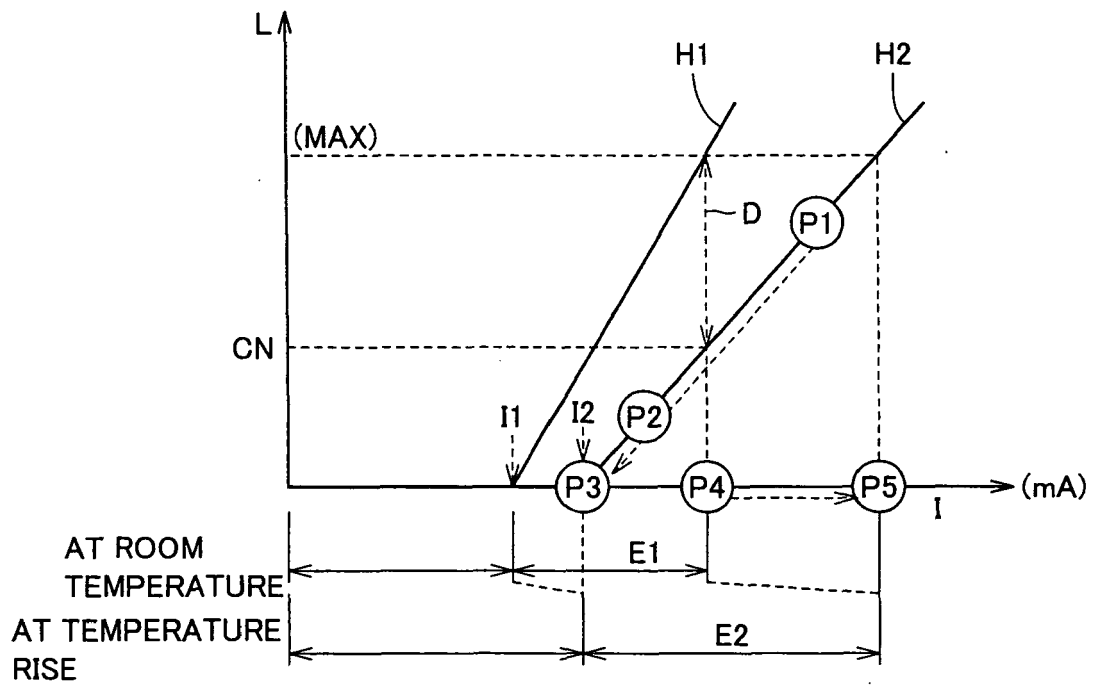 L
H1
H2
(MAX)
D
P1
CN
I1
I2
P2
P3
P4
P5
(mA)
I
AT ROOM
TEMPERATURE
E1
AT TEMPERATURE
RISE
E2